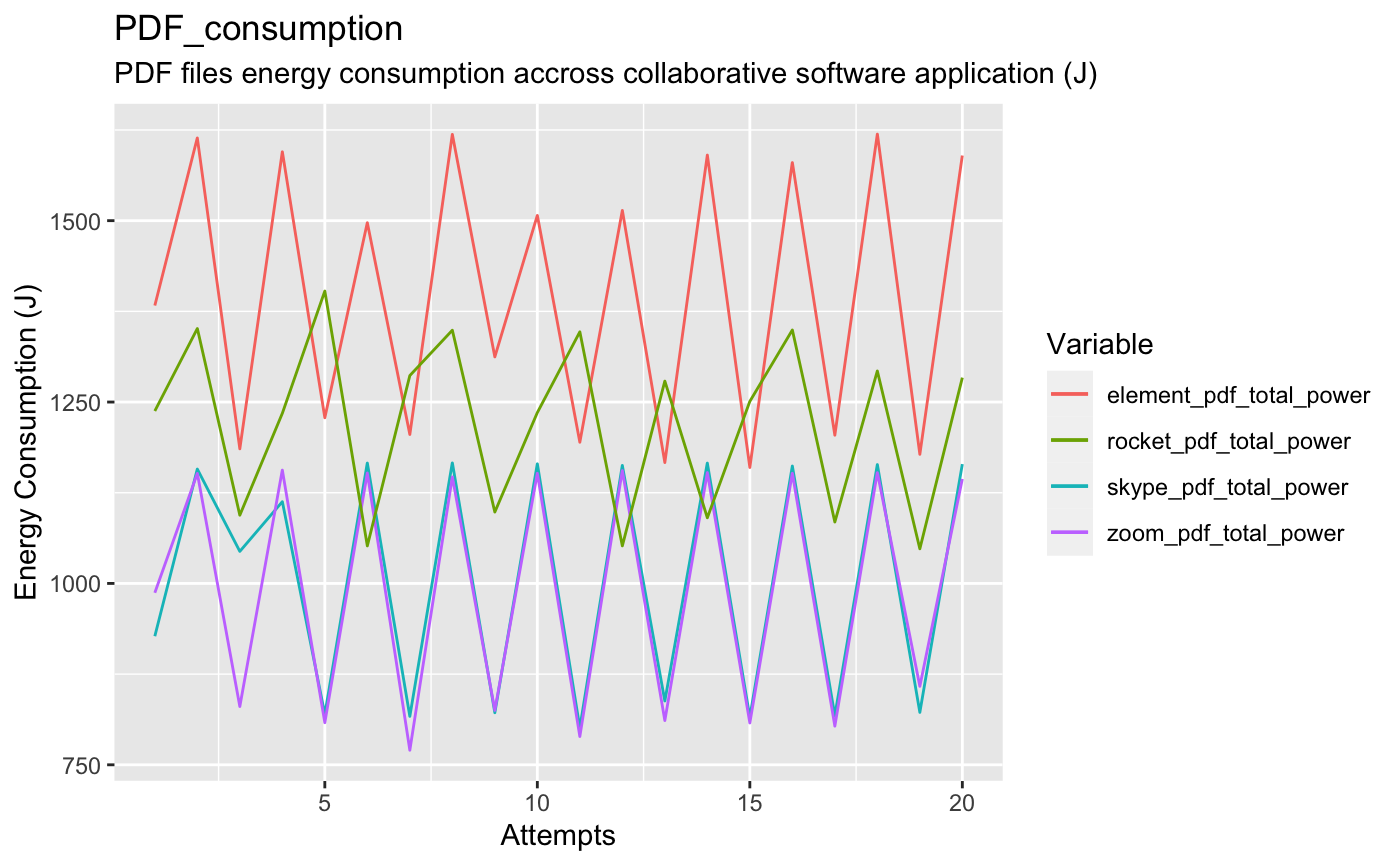 PDF_consumption
PDF files energy consumption accross collaborative software application (J)
Energy Consumption (J)
1500
1250
1000
750
5
10
15
20
Attempts
Variable
element_pdf_total_power
rocket_pdf_total_power
skype_pdf_total_power
zoom_pdf_total_power